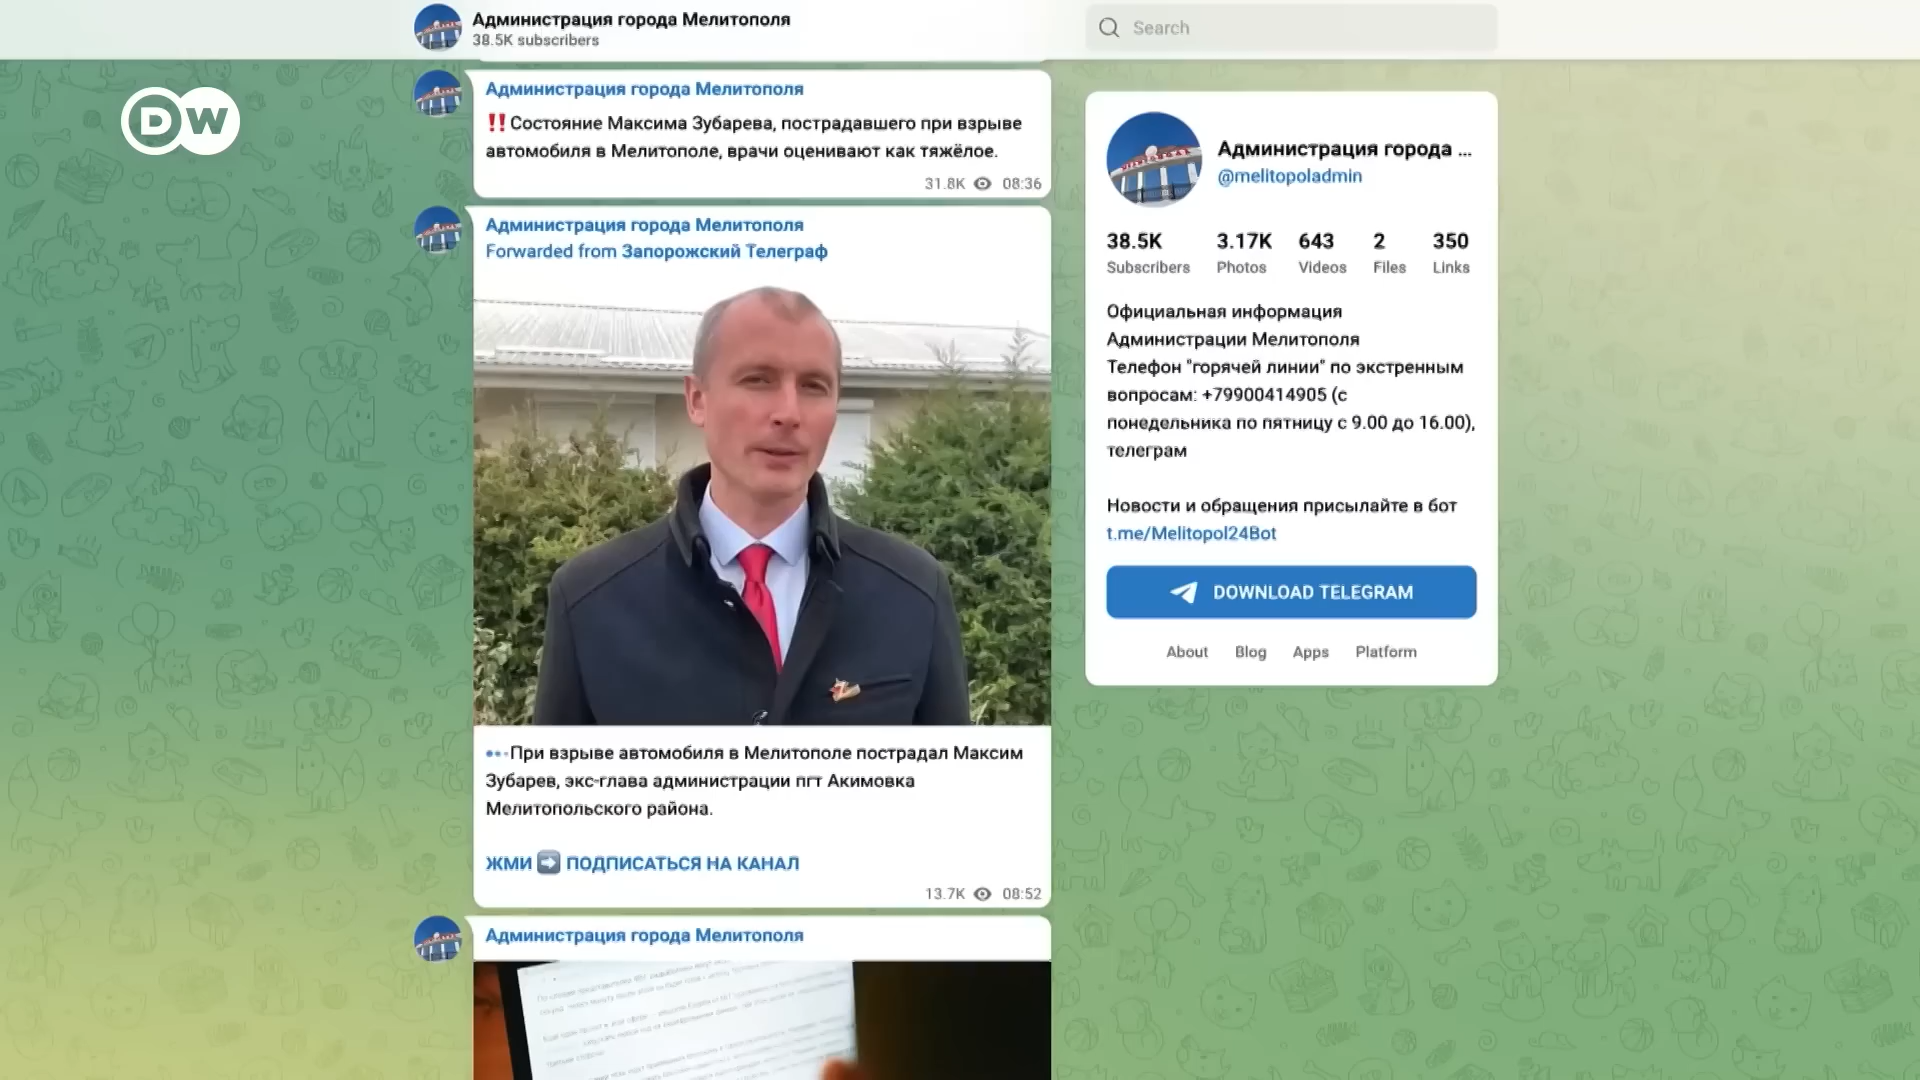 Администрация города Мелитополя
38.5K subscribers
Search
DW
Администрация города Мелитополя
‼Состояние Максима Зубарева, пострадавшего при взрыве
автомобиля в Мелитополе, врачи оценивают как тяжёлое.
31.8K 08:36
Администрация города Мелитополя
Forwarded from Запорожский Телеграф
При взрыве автомобиля в Мелитополе пострадал Максим
Зубарев, экс-глава администрации пгт Акимовка
Мелитопольского района.
ЖМИ ➡ ПОДПИСАТЬСЯ НА КАНАЛ
13.7K 08:52
Администрация города Мелитополя
Администрация города ...
@melitopoladmin
38.5K 3.17K 643 2 350
Subscribers Photos Videos Files Links
Официальная информация
Администрации Мелитополя
Телефон "горячей линии" по экстренным
вопросам: +79900414905 (с
понедельника по пятницу с 9.00 до 16.00),
телеграм
Новости и обращения присылайте в бот
t.me/Melitopol24Bot
DOWNLOAD TELEGRAM
About Blog Apps Platform